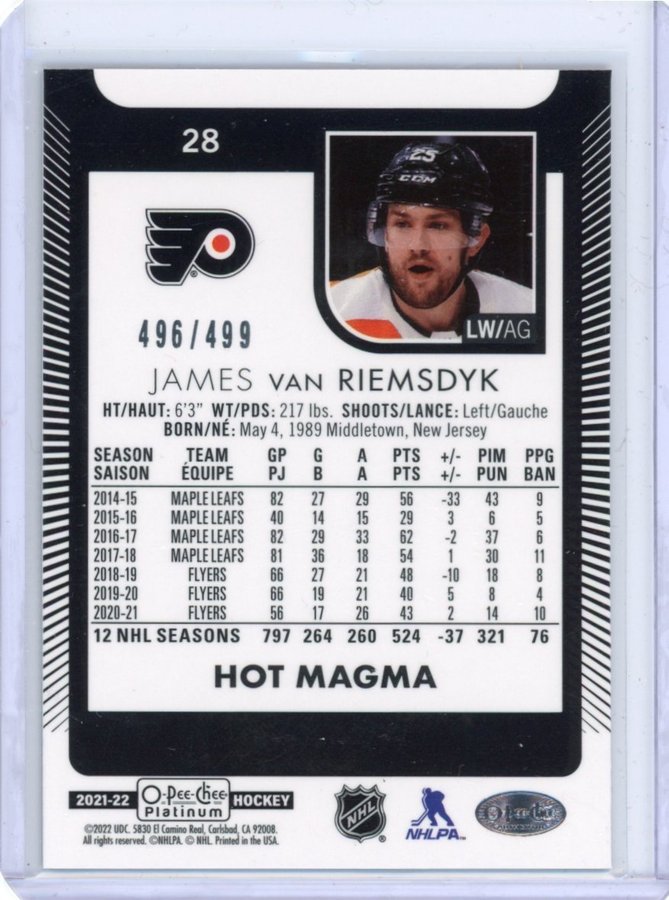 28
25
CCM
LW/AG
®
496/499
JAMES VAN RIEMSDYK
HT/HAUT: 6'3" WT/PDS: 217 lbs. SHOOTS/LANCE: Left/Gauche
BORN/NÉ: May 4, 1989 Middletown, New Jersey
SEASON TEAM GP G A PTS +/- PIM PPG
SAISON ÉQUIPE PJ B A PTS +/- PUN BAN
2014-15 MAPLE LEAFS 82 27 29 56 -33 43 9
2015-16 MAPLE LEAFS 40 14 15 29 3 6 5
2016-17 MAPLE LEAFS 82 29 33 62 -2 37 6
2017-18 MAPLE LEAFS 81 36 18 54 1 30 11
2018-19 FLYERS 66 27 21 48 -10 18 8
2019-20 FLYERS 66 19 21 40 5 8 4
2020-21 FLYERS 56 17 26 43 2 14 10
12 NHL SEASONS 797 264 260 524 -37 321 76
HOT MAGMA
2021-22 O-Pee-Chee Platinum HOCKEY
NHL ®
NHLPA
©2022 UDC. 5830 El Camino Real, Carlsbad, CA 92008.
All rights reserved. ©NHLPA. © NHL. Printed in the USA.